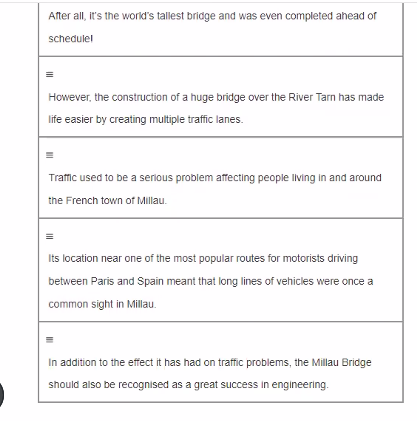 After all, it's the world's tallest bridge and was even completed ahead of
schedule!
However, the construction of a huge bridge over the River Tarn has made
life easier by creating multiple traffic lanes.
Traffic used to be a serious problem affecting people living in and around
the French town of Millau.
Its location near one of the most popular routes for motorists driving
between Paris and Spain meant that long lines of vehicles were once a
common sight in Millau.
In addition to the effect it has had on traffic problems, the Millau Bridge
should also be recognised as a great success in engineering.